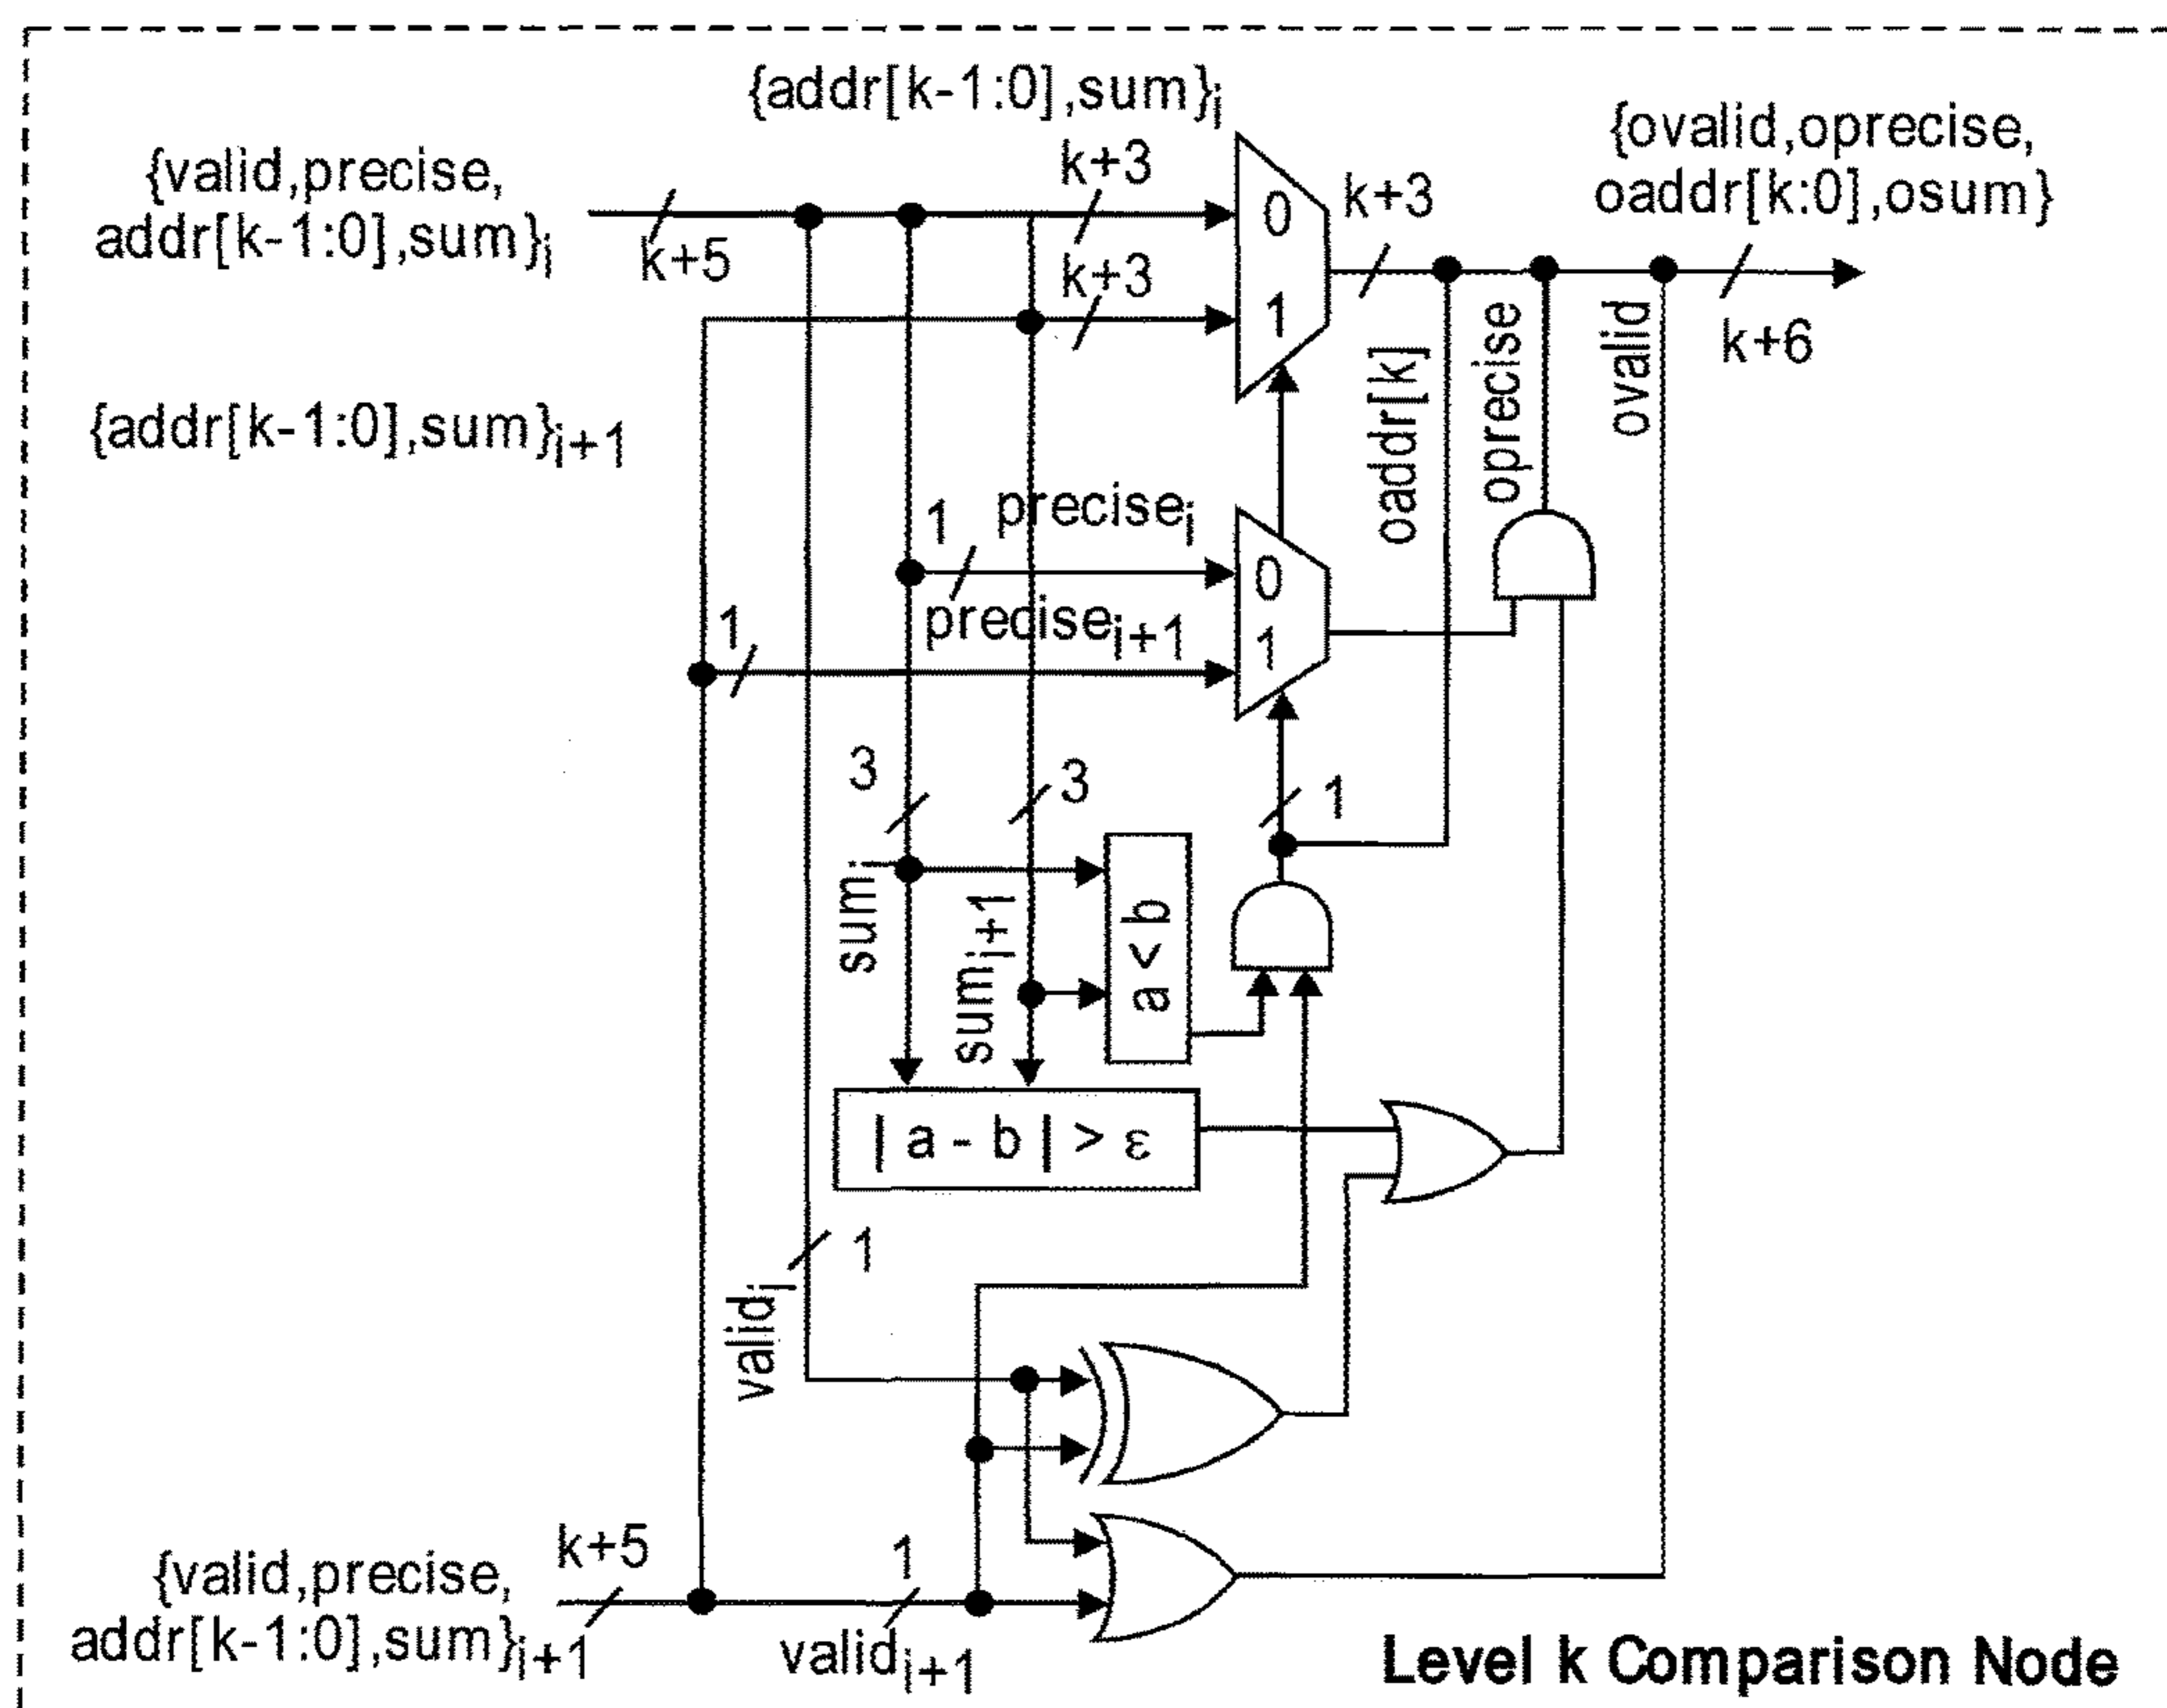 {addr[k-1:0],sum}i
{valid,precise,
addr[k-1:0],sum}i
k+5
k+3
k+3
0
1
k+3
{ovalid,oprecise,
oaddr[k:0],osum}
k+6
{addr[k-1:0],sum}i+1
oaddr[k]
oprecise
ovalid
1
precisei
precisei+1
1
0
1
3
3
1
sumi
sumi+1
a < b
| a - b | > ε
1
validi
{valid,precise,
addr[k-1:0],sum}i+1
k+5
1
validi+1
Level k Comparison Node